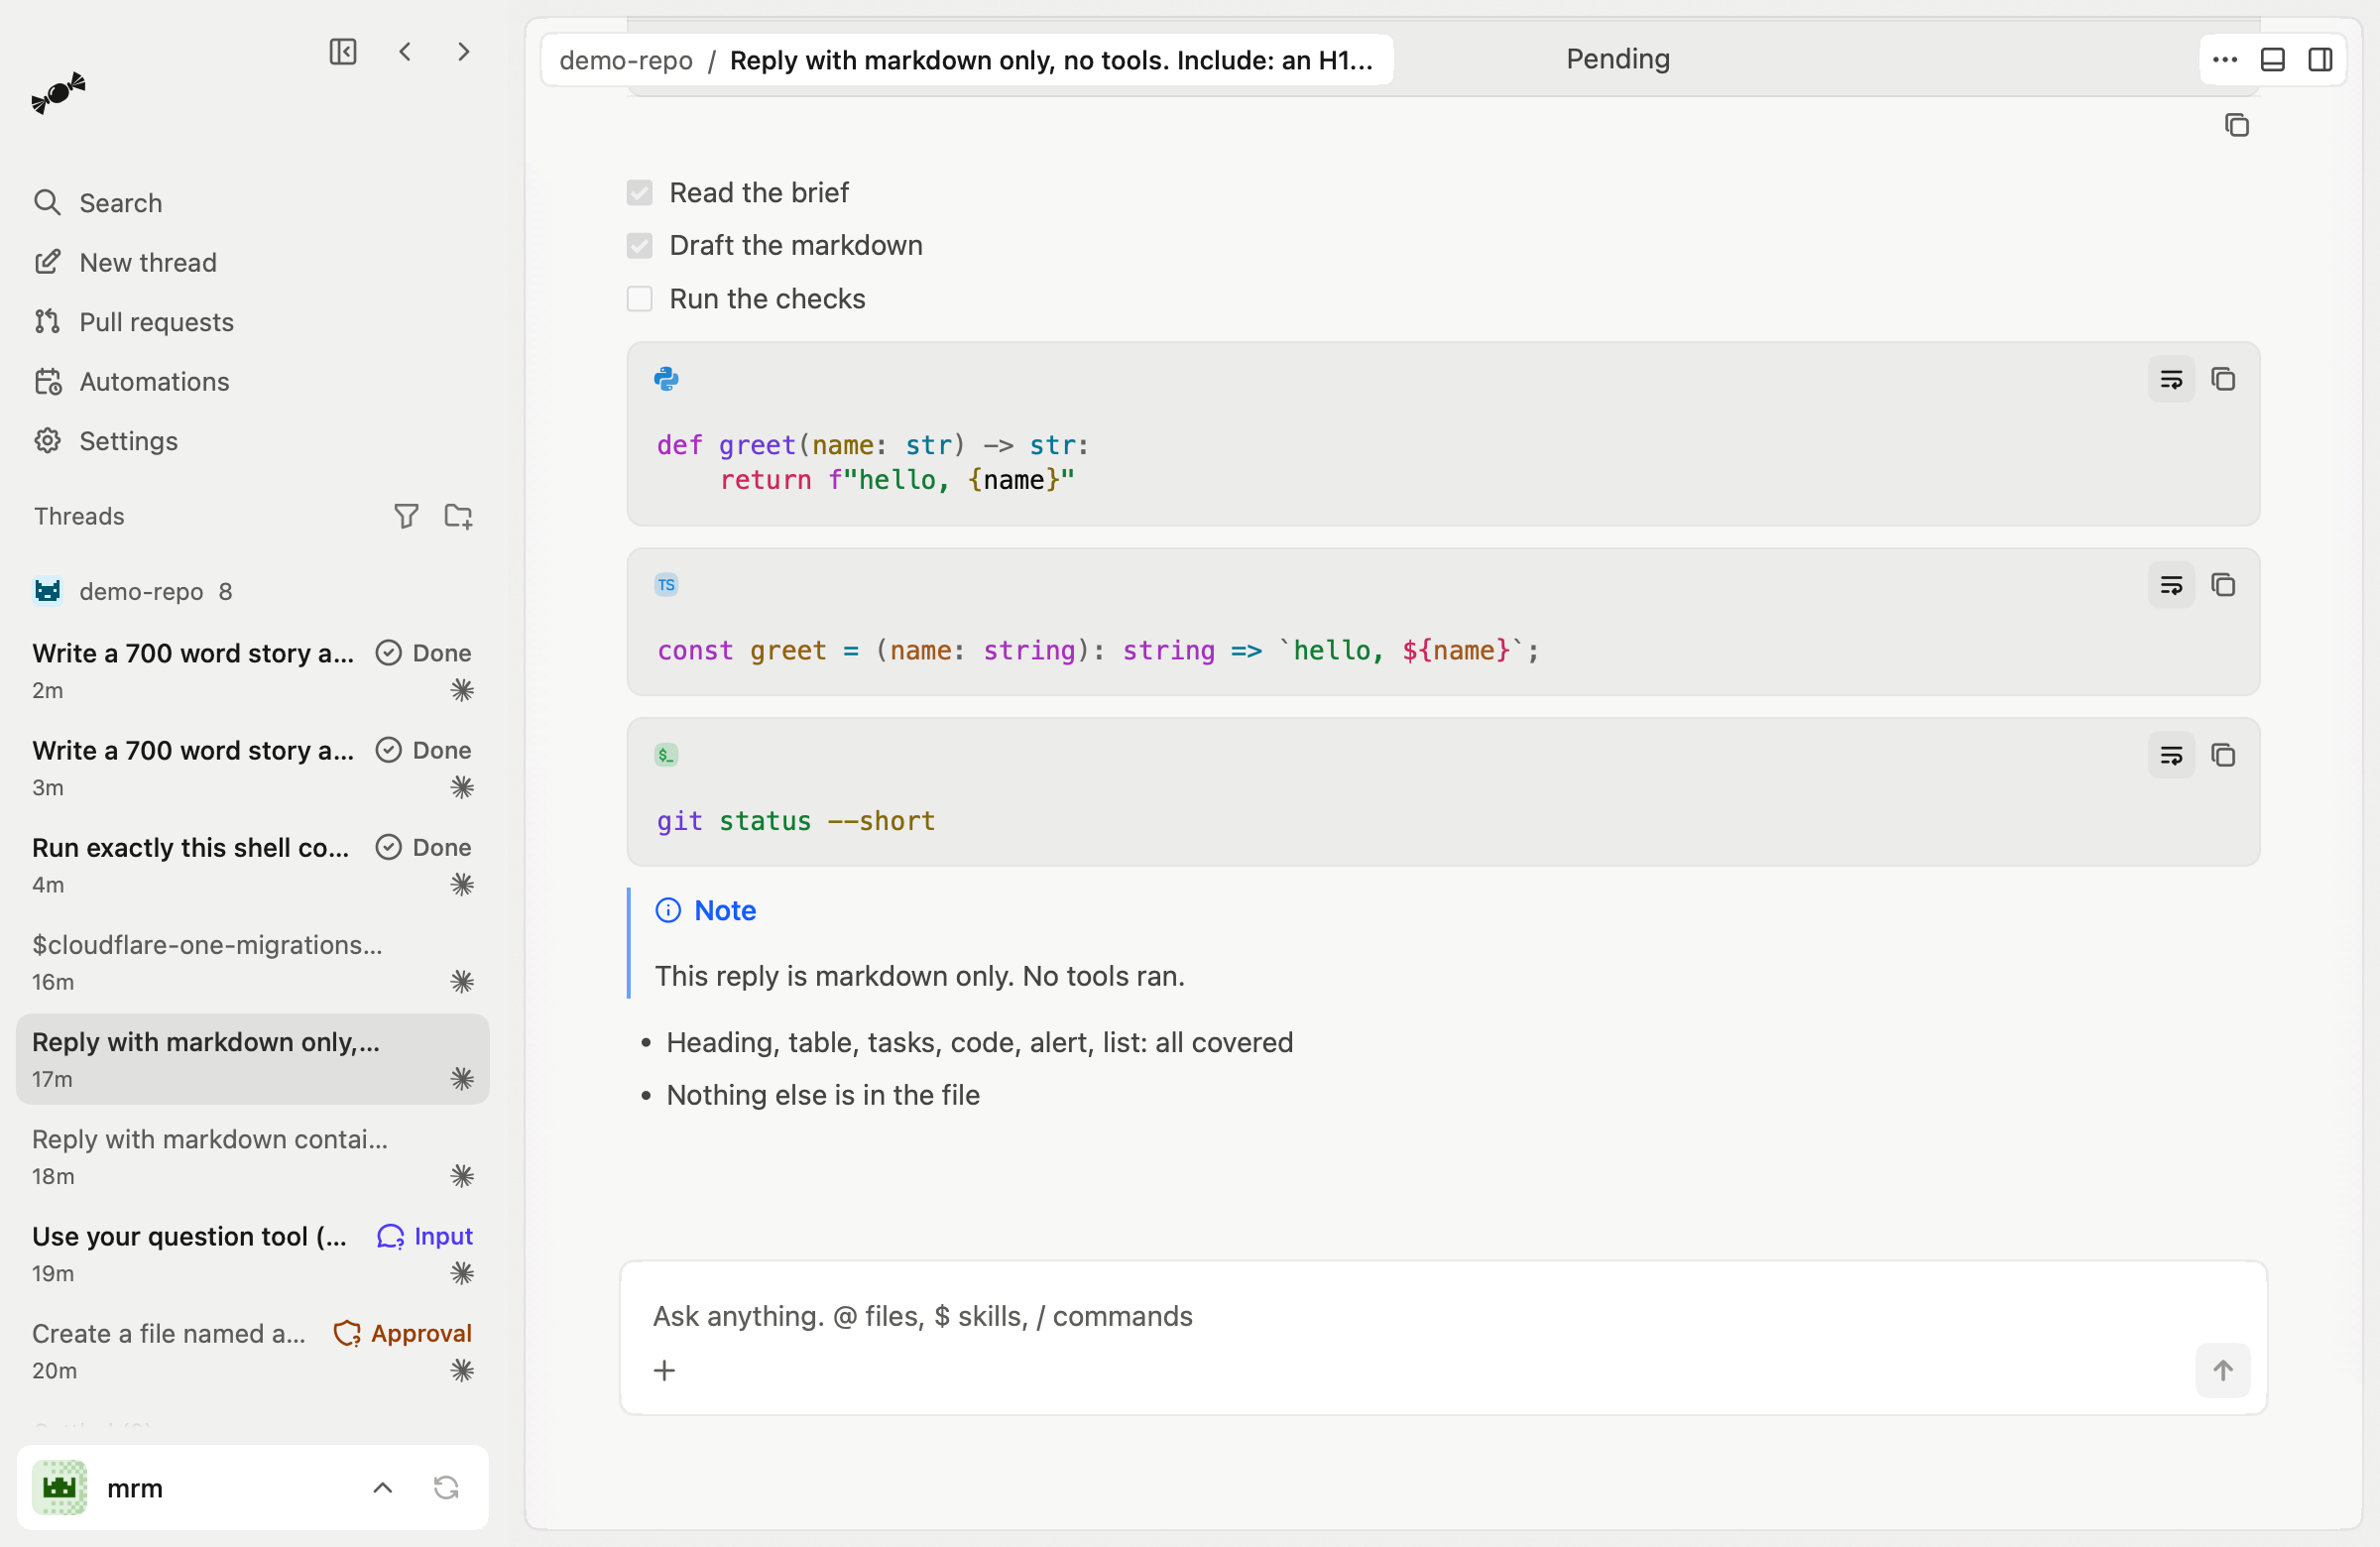 Search
New thread
Pull requests
Automations
Settings
Threads
demo-repo 8
Write a 700 word story a... Done
2m
Write a 700 word story a... Done
3m
Run exactly this shell co... Done
4m
$cloudflare-one-migrations...
16m
Reply with markdown only,...
17m
Reply with markdown contai...
18m
Use your question tool (... Input
19m
Create a file named a... Approval
20m
mrm
demo-repo / Reply with markdown only, no tools. Include: an H1...
Pending
Read the brief
Draft the markdown
Run the checks
def greet(name: str) -> str:
    return f"hello, {name}"
TS
const greet = (name: string): string => `hello, ${name}`;
$_
git status --short
Note
This reply is markdown only. No tools ran.
• Heading, table, tasks, code, alert, list: all covered
• Nothing else is in the file
Ask anything. @ files, $ skills, / commands